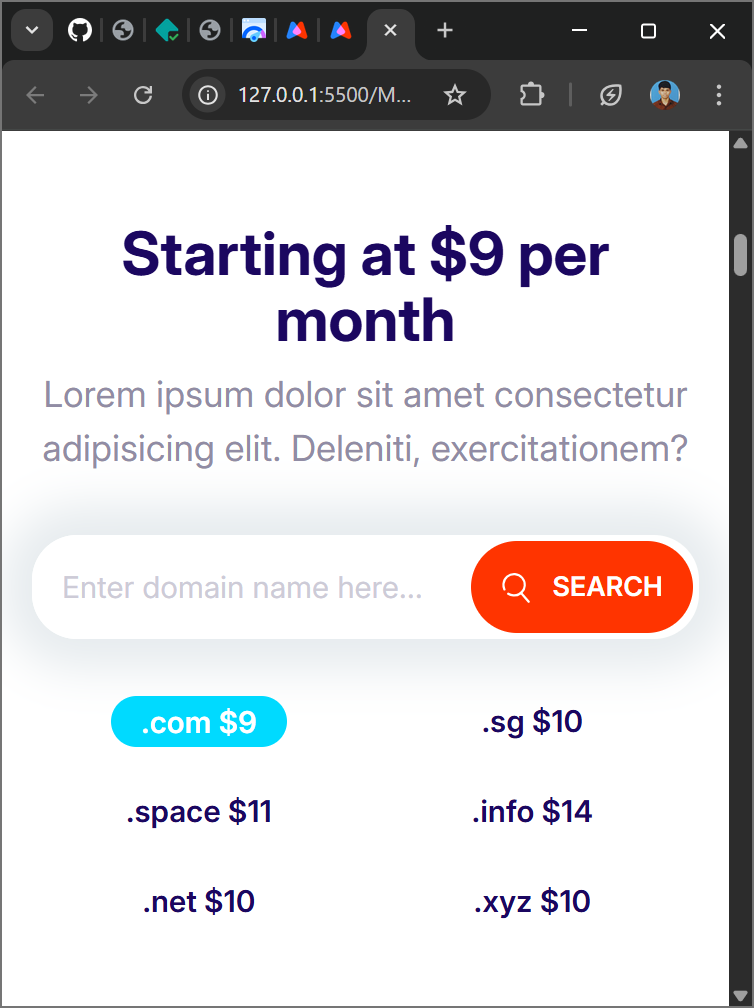 127.0.0.1:5500/M...
Starting at $9 per
month
Lorem ipsum dolor sit amet consectetur
adipisicing elit. Deleniti, exercitationem?
Enter domain name here...
SEARCH
.com $9
.sg $10
.space $11
.info $14
.net $10
.xyz $10